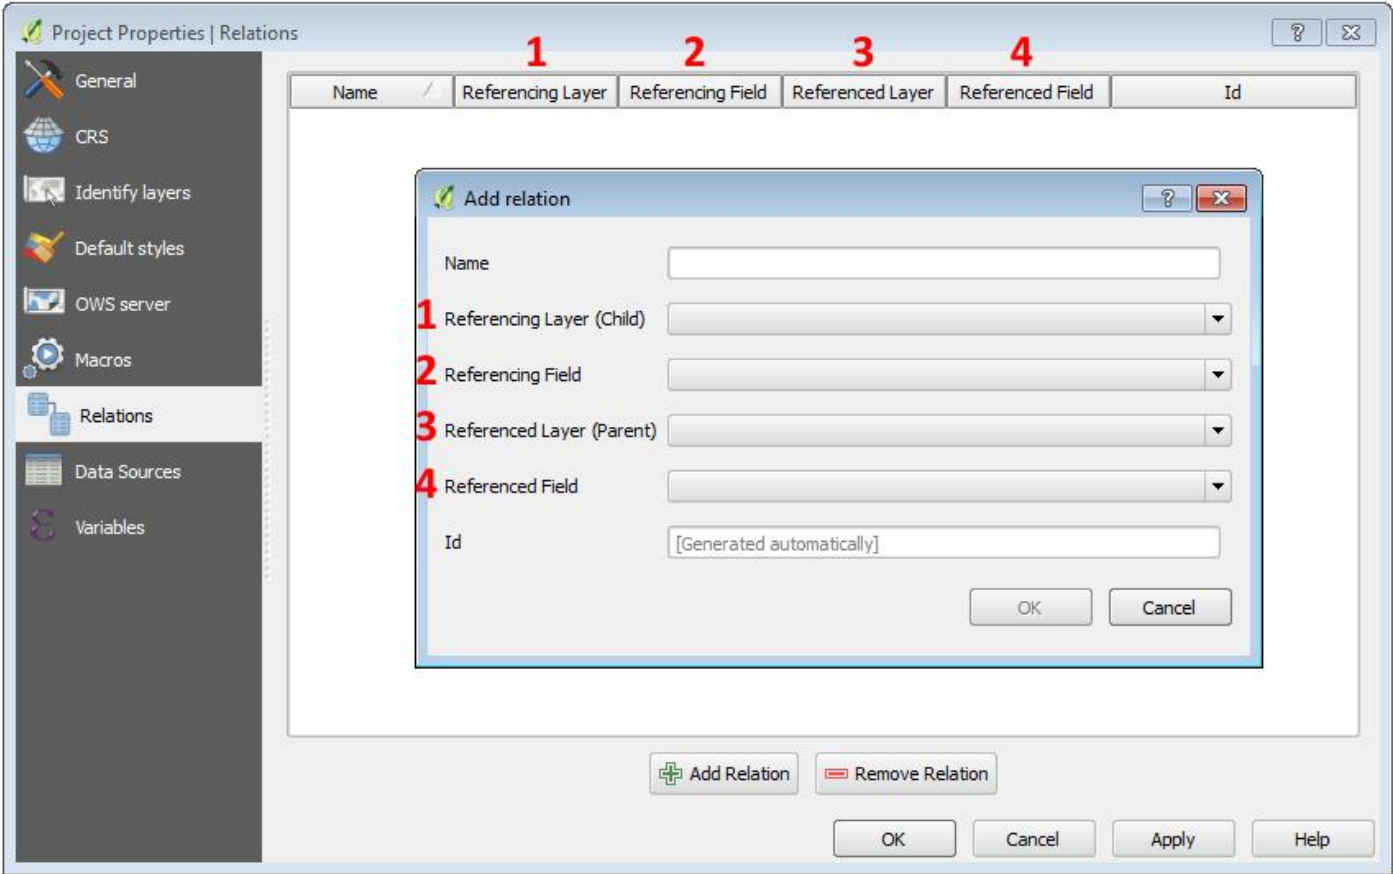 Project Properties | Relations
1 2 3 4
Name Referencing Layer Referencing Field Referenced Layer Referenced Field Id
General
CRS
Identify layers
Default styles
OWS server
Macros
Relations
Data Sources
Variables
Add relation
Name
1 Referencing Layer (Child)
2 Referencing Field
3 Referenced Layer (Parent)
4 Referenced Field
Id [Generated automatically]
OK Cancel
Add Relation Remove Relation
OK Cancel Apply Help